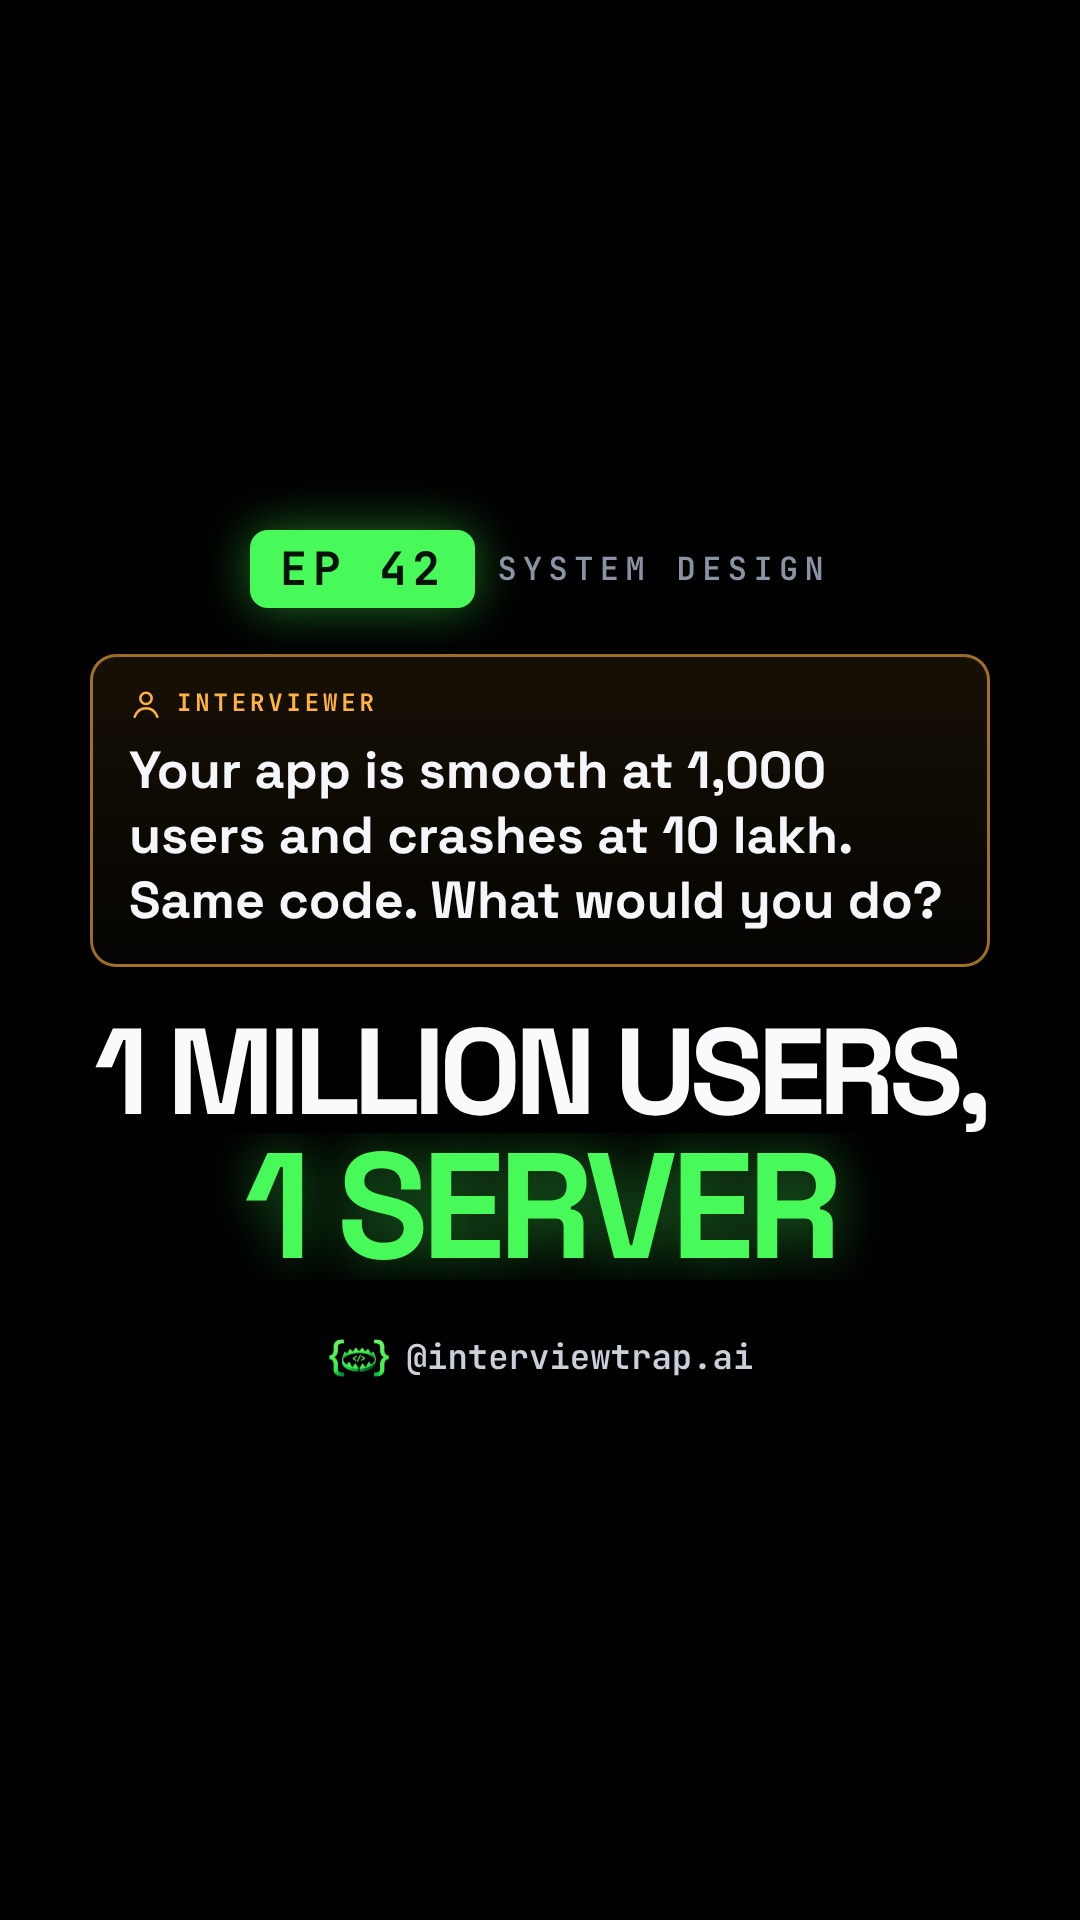 EP 42 SYSTEM DESIGN
INTERVIEWER
Your app is smooth at 1,000
users and crashes at 10 lakh.
Same code. What would you do?
1 MILLION USERS,
1 SERVER
@interviewtrap.ai